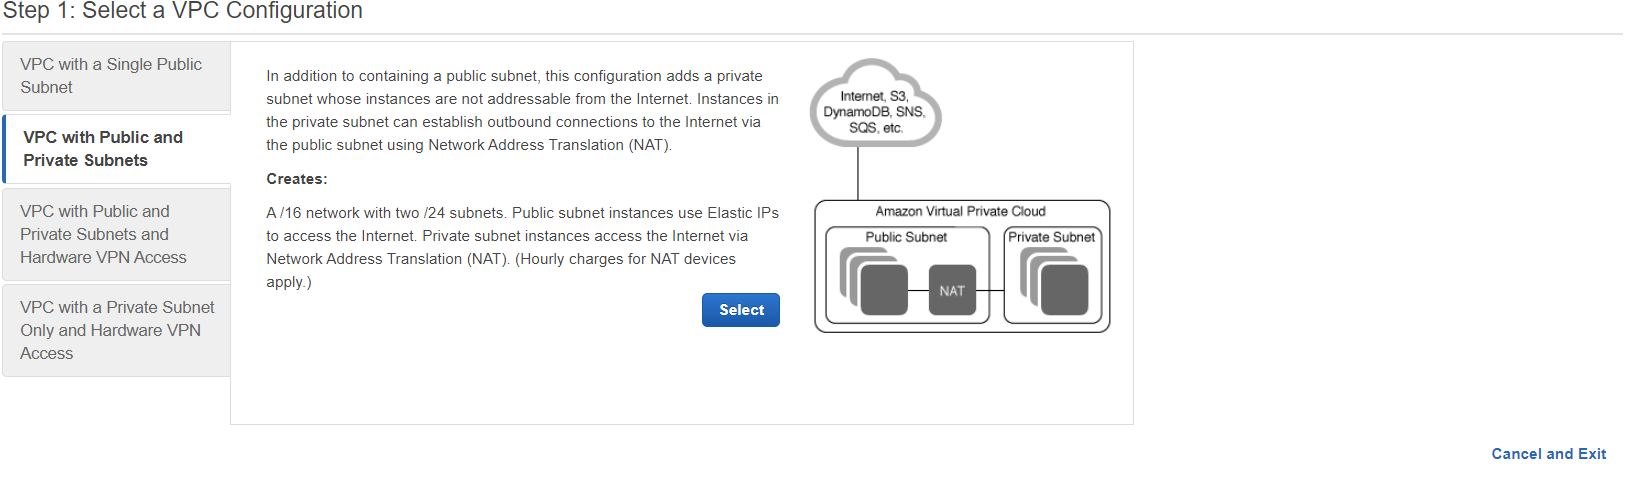 Step 1: Select a VPC Configuration
VPC with a Single Public
Subnet
VPC with Public and
Private Subnets
VPC with Public and
Private Subnets and
Hardware VPN Access
VPC with a Private Subnet
Only and Hardware VPN
Access
In addition to containing a public subnet, this configuration adds a private
subnet whose instances are not addressable from the Internet. Instances in
the private subnet can establish outbound connections to the Internet via
the public subnet using Network Address Translation (NAT).
Creates:
A /16 network with two /24 subnets. Public subnet instances use Elastic IPs
to access the Internet. Private subnet instances access the Internet via
Network Address Translation (NAT). (Hourly charges for NAT devices
apply.)
Select
Internet, S3,
DynamoDB, SNS,
SQS, etc.
Amazon Virtual Private Cloud
Public Subnet
Private Subnet
NAT
Cancel and Exit